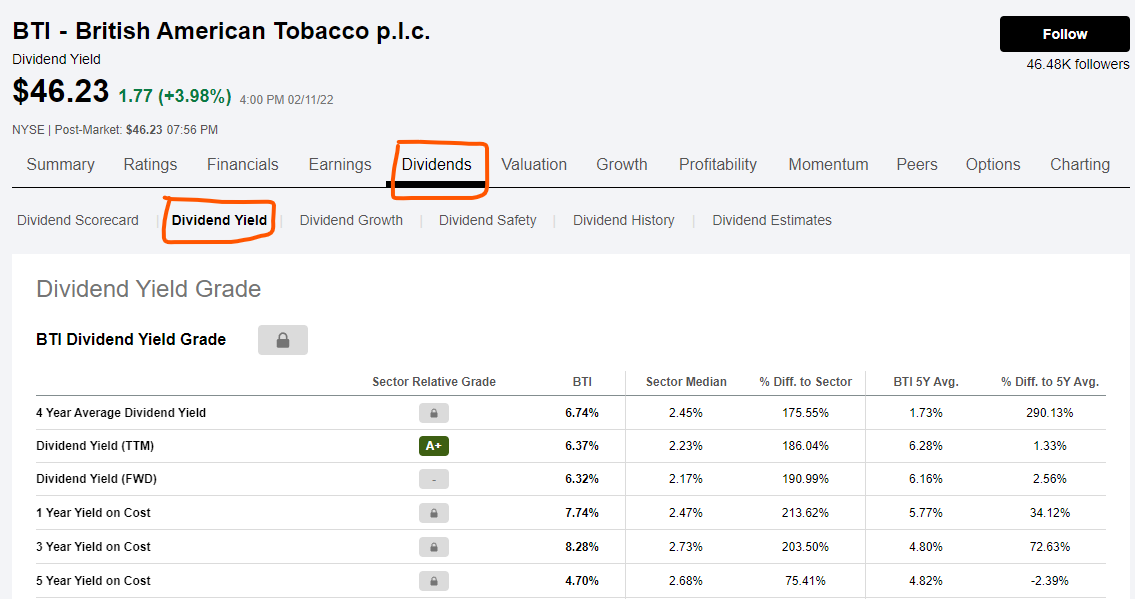 BTI - British American Tobacco p.l.c.
Follow
Dividend Yield
46.48K followers
$46.23 1.77 (+3.98%) 4:00 PM 02/11/22
NYSE | Post-Market: $46.23 07:56 PM
Summary Ratings Financials Earnings Dividends Valuation Growth Profitability Momentum Peers Options Charting
Dividend Scorecard | Dividend Yield | Dividend Growth | Dividend Safety | Dividend History | Dividend Estimates
Dividend Yield Grade
BTI Dividend Yield Grade
Sector Relative Grade BTI Sector Median % Diff. to Sector BTI 5Y Avg. % Diff. to 5Y Avg.
4 Year Average Dividend Yield 6.74% 2.45% 175.55% 1.73% 290.13%
Dividend Yield (TTM) A+ 6.37% 2.23% 186.04% 6.28% 1.33%
Dividend Yield (FWD) - 6.32% 2.17% 190.99% 6.16% 2.56%
1 Year Yield on Cost 7.74% 2.47% 213.62% 5.77% 34.12%
3 Year Yield on Cost 8.28% 2.73% 203.50% 4.80% 72.63%
5 Year Yield on Cost 4.70% 2.68% 75.41% 4.82% -2.39%